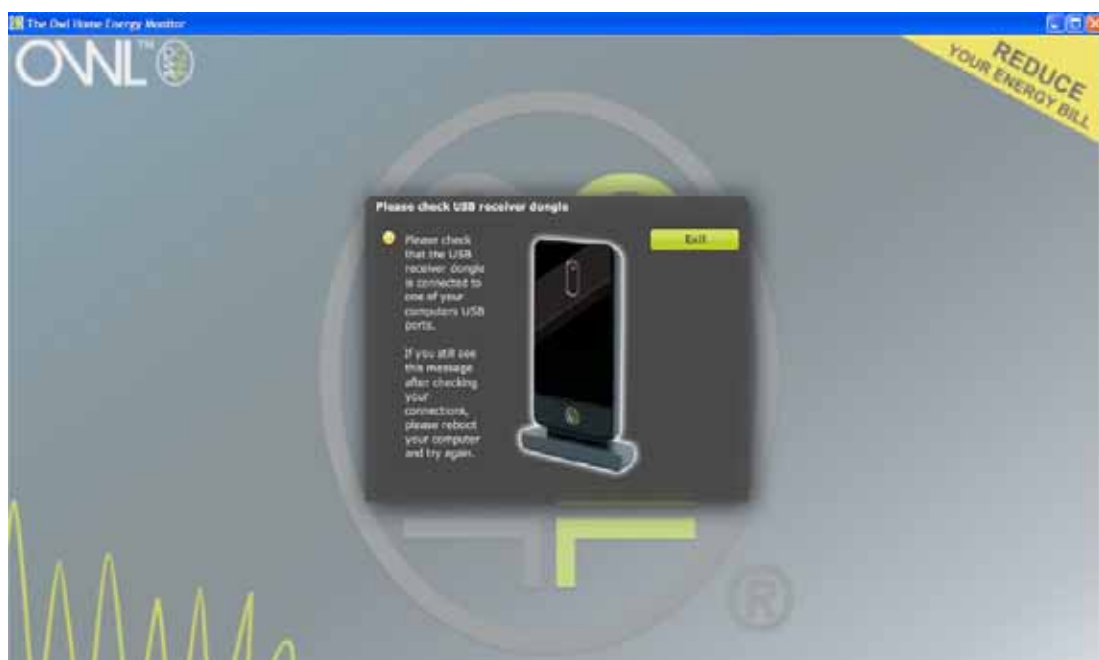 The Owl Home Energy Monitor
OWL™
REDUCE
YOUR ENERGY BILL
Please check USB receiver dongle
Please check
that the USB
receiver dongle
is connected to
one of your
computers USB
ports.
If you still see
this message
after checking
your
connections,
please reboot
your computer
and try again.
Exit
®